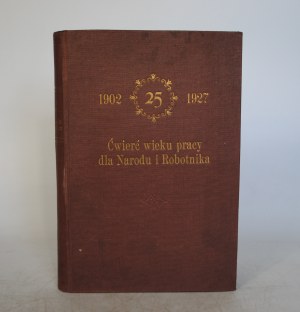 1902 25 1927
Ćwierć wieku pracy
dla Narodu i Robotnika